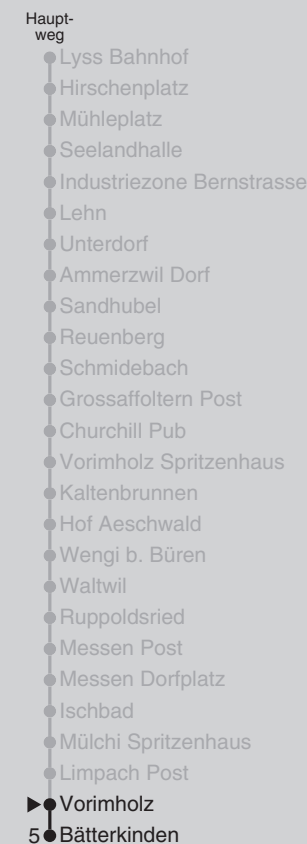 Haupt-
weg
Lyss Bahnhof
Hirschenplatz
Mühleplatz
Seelandhalle
Industriezone Bernstrasse
Lehn
Unterdorf
Ammerzwil Dorf
Sandhubel
Reuenberg
Schmidebach
Grossaffoltern Post
Churchill Pub
Vorimholz Spritzenhaus
Kaltenbrunnen
Hof Aeschwald
Wengi b. Büren
Waltwil
Ruppoldsried
Messen Post
Messen Dorfplatz
Ischbad
Mülchi Spritzenhaus
Limpach Post
Vorimholz
5 Bätterkinden